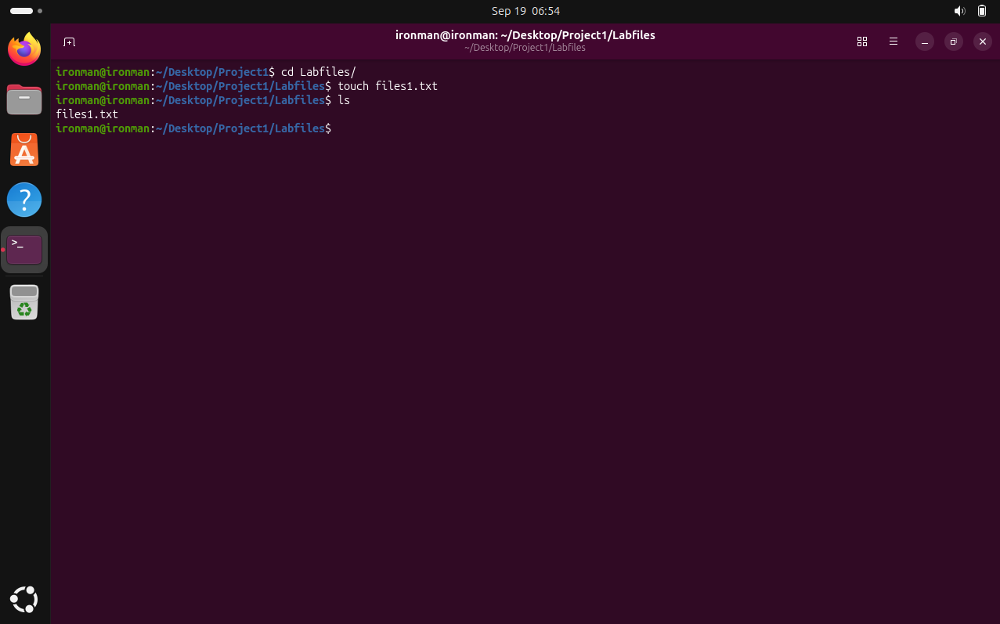 Sep 19 06:54
ironman@ironman: ~/Desktop/Project1/Labfiles
~/Desktop/Project1/Labfiles
ironman@ironman:~/Desktop/Project1$ cd Labfiles/
ironman@ironman:~/Desktop/Project1/Labfiles$ touch files1.txt
ironman@ironman:~/Desktop/Project1/Labfiles$ ls
files1.txt
ironman@ironman:~/Desktop/Project1/Labfiles$